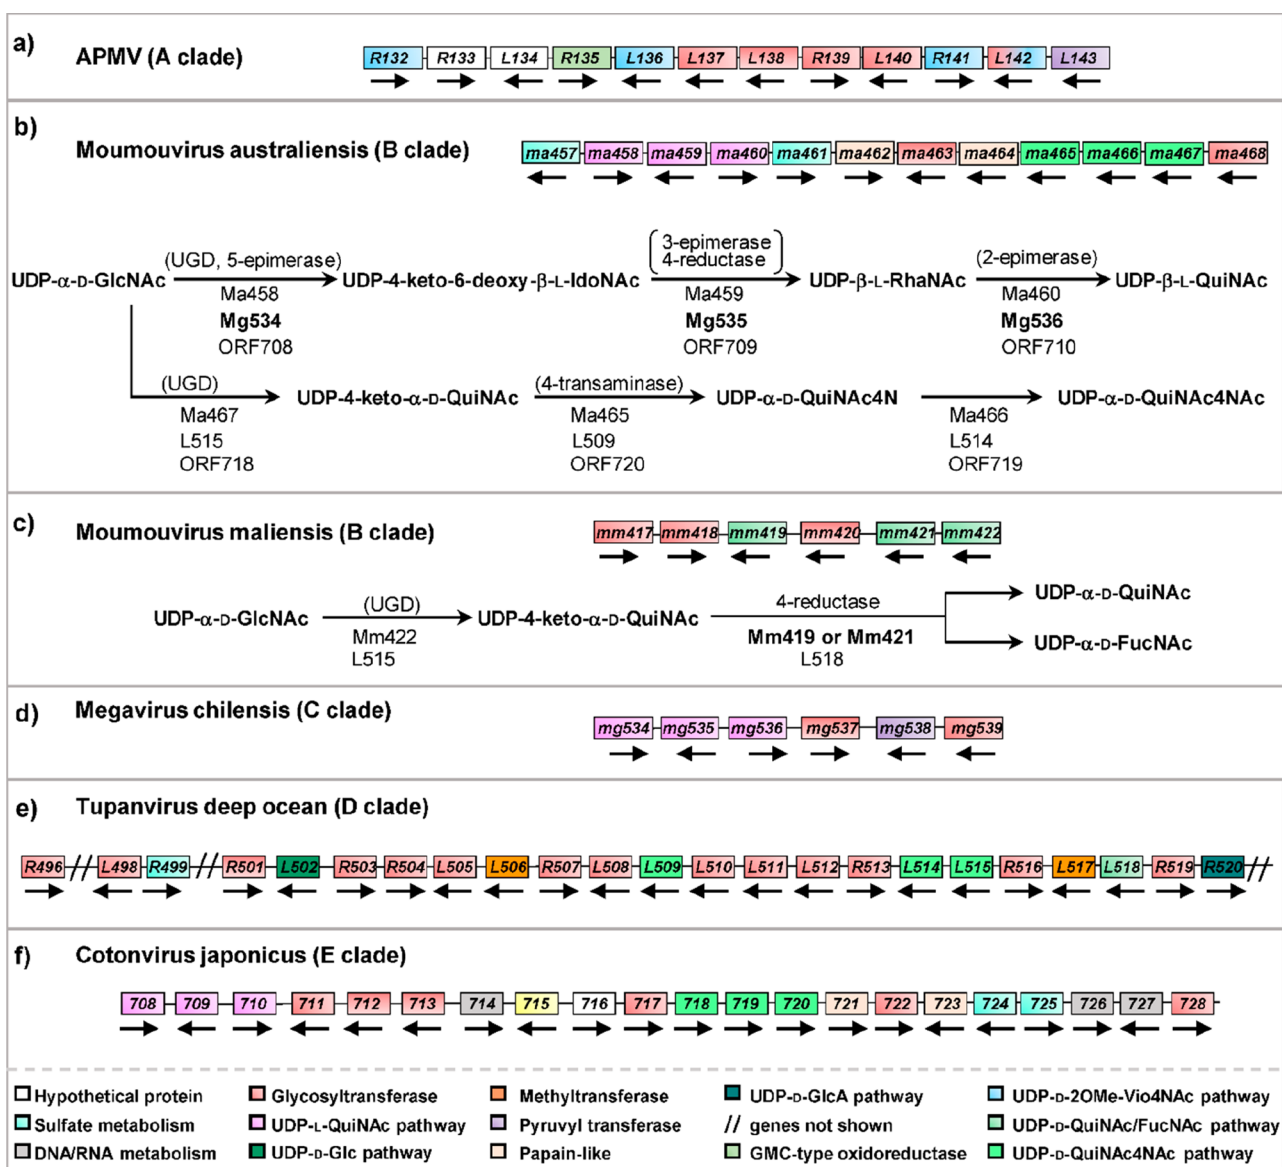 a) APMV (A clade)
R132 R133 L134 R135 L136 L137 L138 R139 L140 R141 L142 L143
b) Moumouvirus australiensis (B clade)
ma457 ma458 ma459 ma460 ma461 ma462 ma463 ma464 ma465 ma466 ma467 ma468
UDP-α-D-GlcNAc (UGD, 5-epimerase) UDP-4-keto-6-deoxy-β-L-IdoNAc 3-epimerase 4-reductase UDP-β-L-RhaNAc (2-epimerase) UDP-β-L-QuiNAc
Ma458 Ma459 Ma460
Mg534 Mg535 Mg536
ORF708 ORF709 ORF710
(UGD) UDP-4-keto-α-D-QuiNAc (4-transaminase) UDP-α-D-QuiNAc4N UDP-α-D-QuiNAc4NAc
Ma467 Ma465 Ma466
L515 L509 L514
ORF718 ORF720 ORF719
c) Moumouvirus maliensis (B clade)
mm417 mm418 mm419 mm420 mm421 mm422
UDP-α-D-GlcNAc (UGD) UDP-4-keto-α-D-QuiNAc 4-reductase UDP-α-D-QuiNAc
Mm422 Mm419 or Mm421 UDP-α-D-FucNAc
L515 L518
d) Megavirus chilensis (C clade)
mg534 mg535 mg536 mg537 mg538 mg539
e) Tupanvirus deep ocean (D clade)
R496 // L498 R499 // R501 L502 R503 R504 L505 L506 R507 L508 L509 L510 L511 L512 R513 L514 L515 R516 L517 L518 R519 R520 //
f) Cotonvirus japonicus (E clade)
708 709 710 711 712 713 714 715 716 717 718 719 720 721 722 723 724 725 726 727 728
Hypothetical protein Glycosyltransferase Methyltransferase UDP-D-GlcA pathway UDP-D-2OMe-Vio4NAc pathway
Sulfate metabolism UDP-L-QuiNAc pathway Pyruvyl transferase // genes not shown UDP-D-QuiNAc/FucNAc pathway
DNA/RNA metabolism UDP-D-Glc pathway Papain-like GMC-type oxidoreductase UDP-D-QuiNAc4NAc pathway